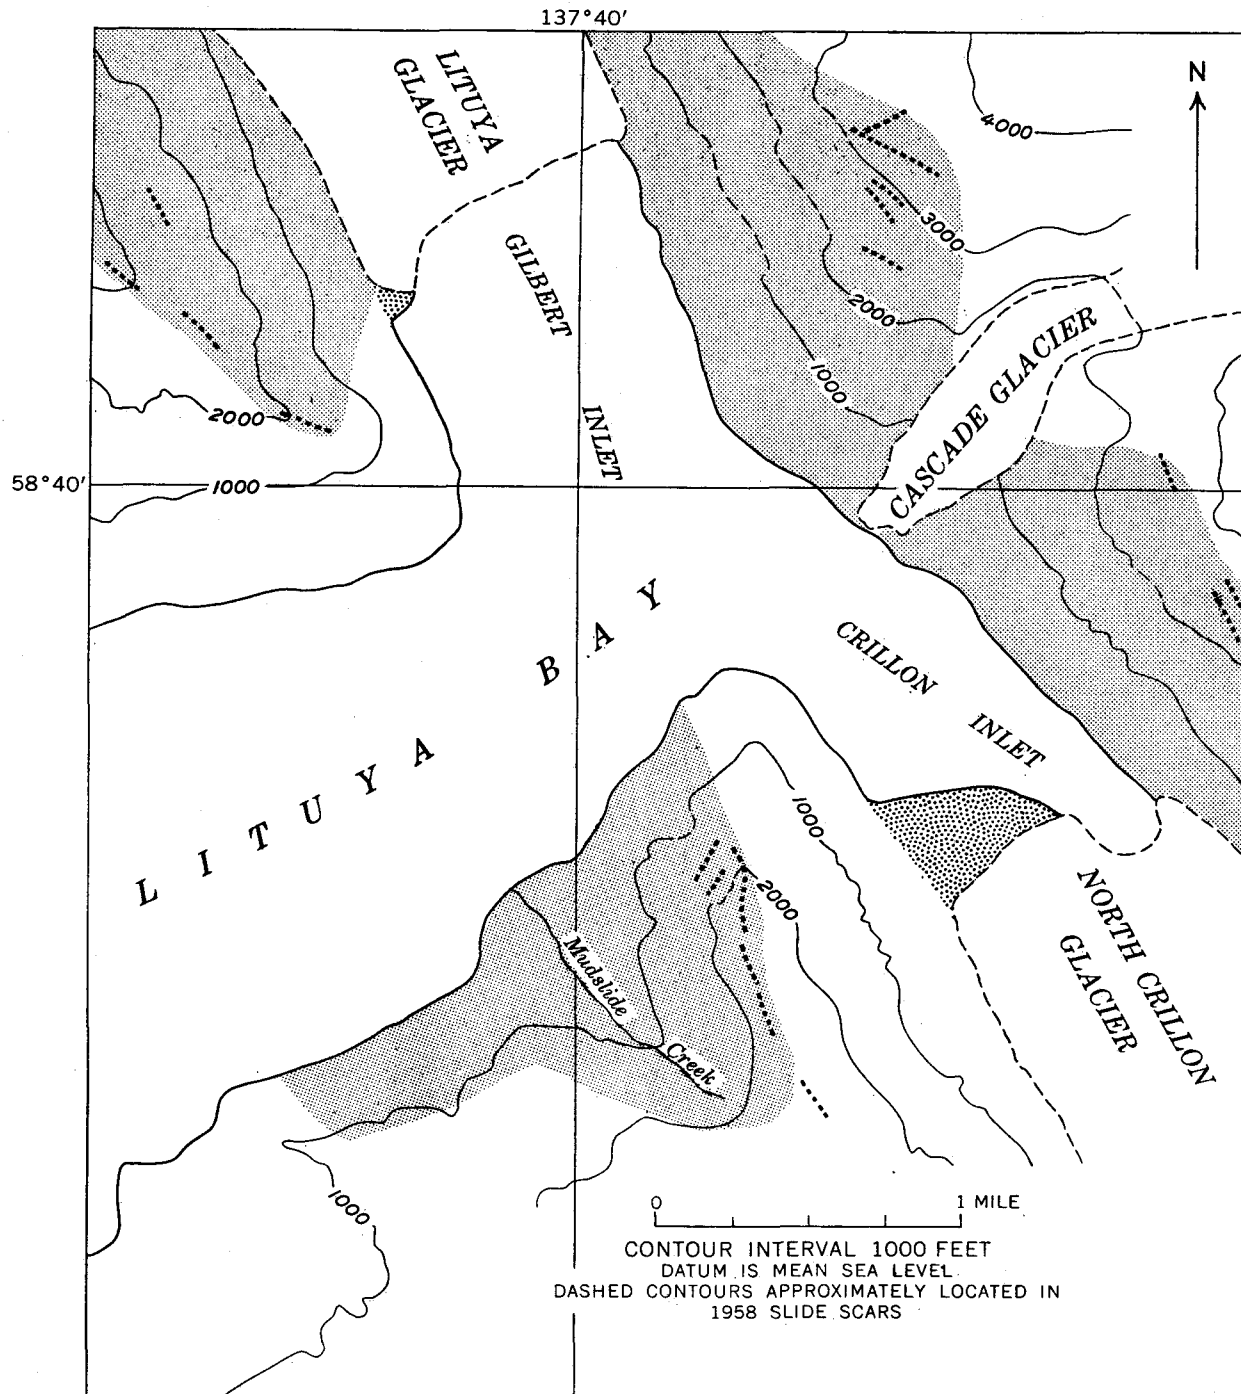 137°40'
LITUYA
GLACIER
N
4000
GILBERT
INLET
3000
2000
1000
CASCADE GLACIER
2000
58°40'
1000
LITUYA BAY
CRILLON
INLET
1000
2000
NORTH CRILLON
GLACIER
Mudslide
Creek
1000
0 1 MILE
CONTOUR INTERVAL 1000 FEET
DATUM IS MEAN SEA LEVEL
DASHED CONTOURS APPROXIMATELY LOCATED IN
1958 SLIDE SCARS